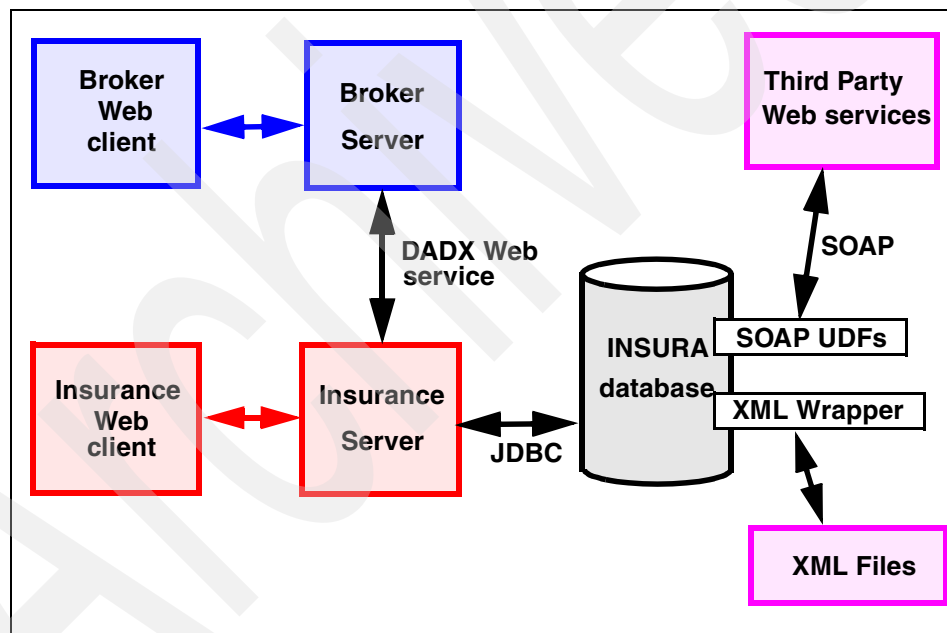 Broker
Web
client
Broker
Server
Third Party
Web services
DADX Web
service
SOAP
INSURA
database
SOAP UDFs
XML Wrapper
Insurance
Web
client
Insurance
Server
JDBC
XML Files